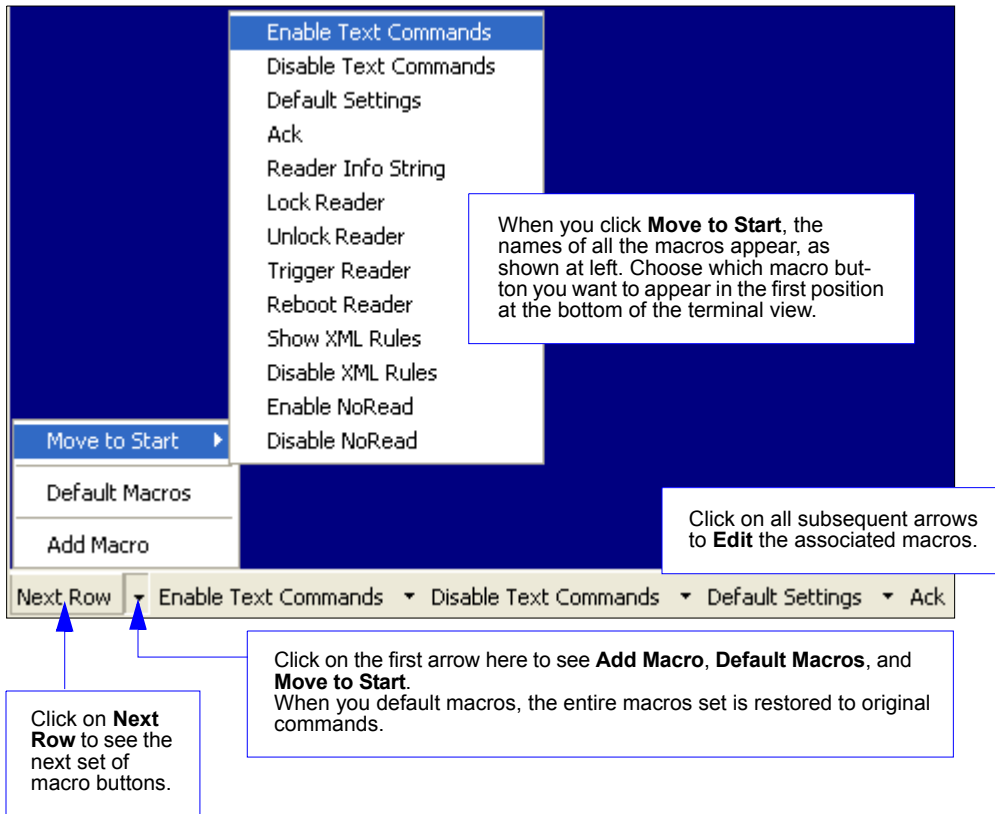 Enable Text Commands
Disable Text Commands
Default Settings
Ack
Reader Info String
Lock Reader
Unlock Reader
Trigger Reader
Reboot Reader
Show XML Rules
Disable XML Rules
Enable NoRead
Disable NoRead
When you click Move to Start, the
names of all the macros appear, as
shown at left. Choose which macro but-
ton you want to appear in the first position
at the bottom of the terminal view.
Move to Start
Default Macros
Add Macro
Click on all subsequent arrows
to Edit the associated macros.
Next Row Enable Text Commands Disable Text Commands Default Settings Ack
Click on the first arrow here to see Add Macro, Default Macros, and
Move to Start.
When you default macros, the entire macros set is restored to original
commands.
Click on Next
Row to see the
next set of
macro buttons.